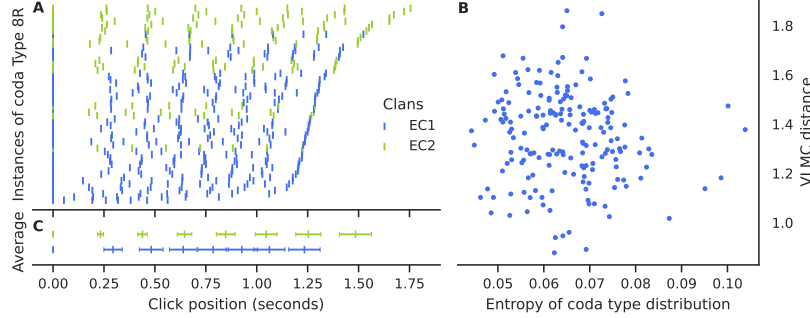 A
Instances of coda Type 8R
Clans
EC1
EC2
C
Average
0.00 0.25 0.50 0.75 1.00 1.25 1.50 1.75
Click position (seconds)
B
1.8
1.6
1.4
1.2
1.0
VLMC distance
0.05 0.06 0.07 0.08 0.09 0.10
Entropy of coda type distribution